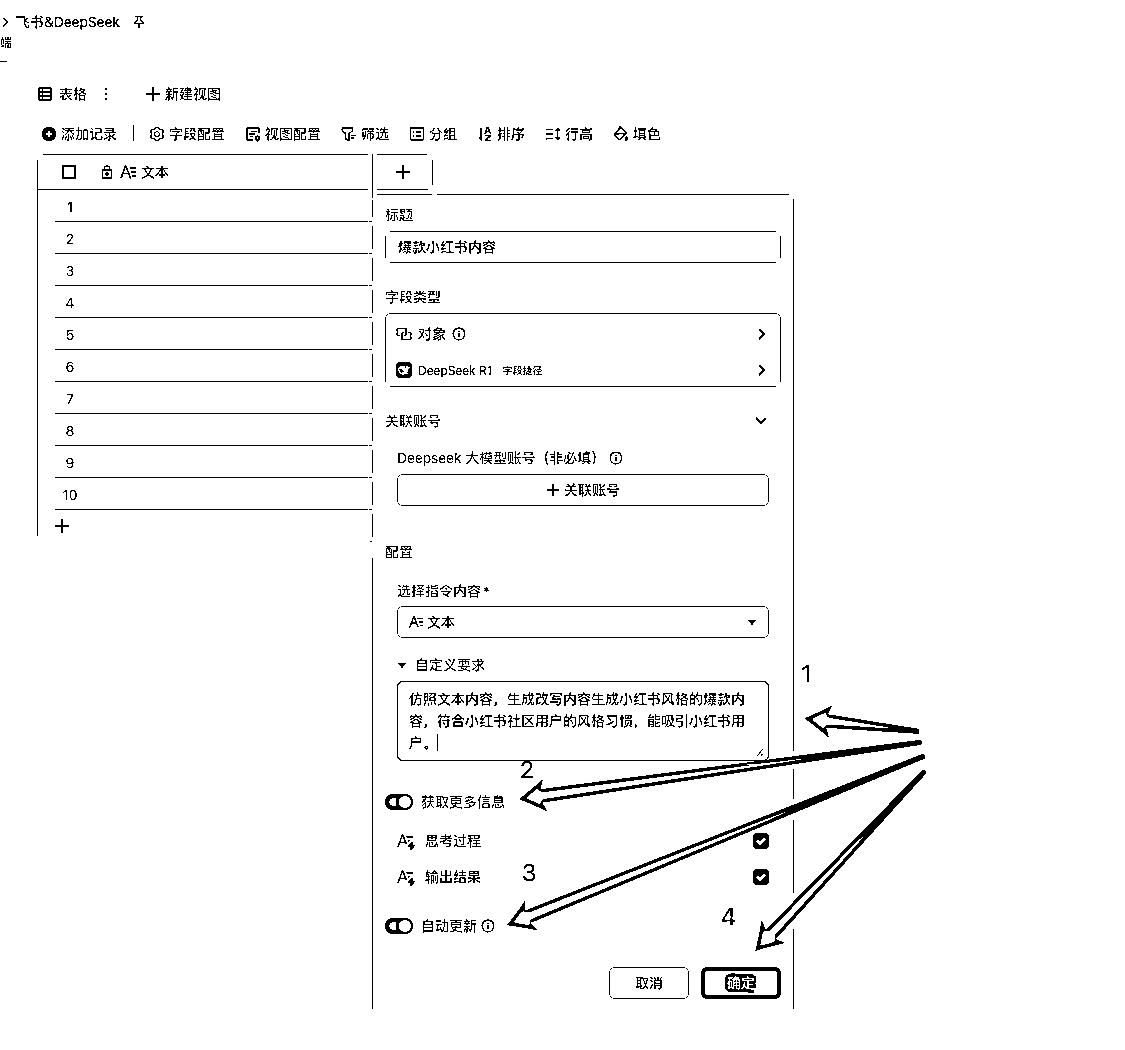 飞书&DeepSeek
端
表格 新建视图
添加记录 字段配置 视图配置 筛选 分组 排序 行高 填色
文本
1
2
3
4
5
6
7
8
9
10
标题
爆款小红书内容
字段类型
对象
DeepSeek R1 字段捷径
关联账号
Deepseek 大模型账号（非必填）
关联账号
配置
选择指令内容*
文本
自定义要求
仿照文本内容，生成改写内容生成小红书风格的爆款内
容，符合小红书社区用户的风格习惯，能吸引小红书用
户。
1
2
获取更多信息
思考过程
输出结果
3
自动更新
4
取消 确定